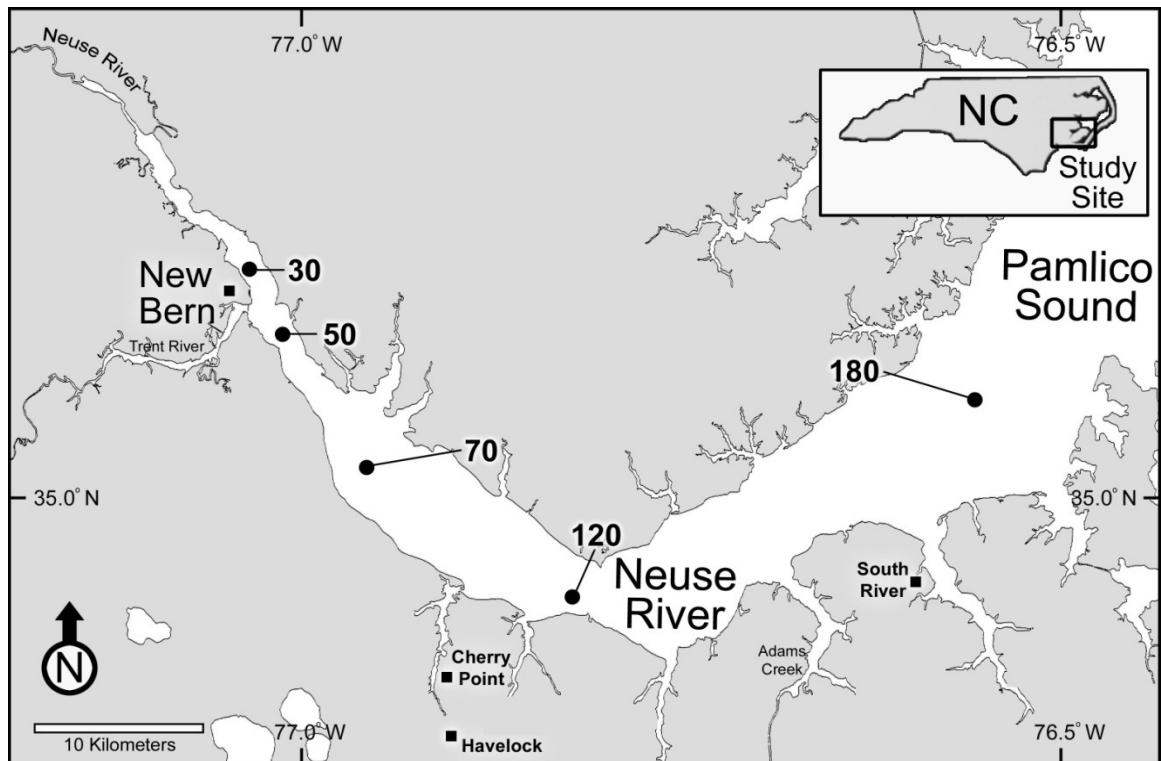 Neuse River
77.0° W
76.5° W
NC
Study
Site
Pamlico
Sound
30
New
Bern
50
Trent River
180
70
35.0° N
35.0° N
120
Neuse
River
South
River
Adams
Creek
N
Cherry
Point
10 Kilometers
77.0° W
Havelock
76.5° W